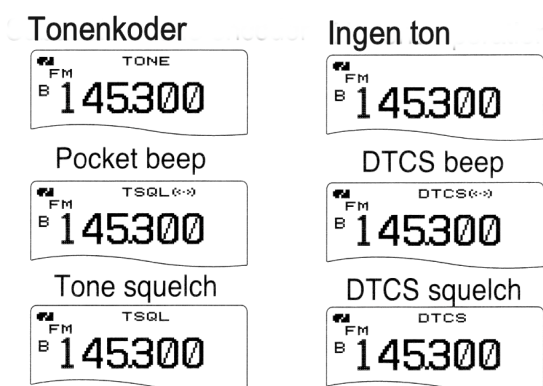 Tonenkoder
TONE
FM
B 145.300
Pocket beep
TSQL((·))
FM
B 145.300
Tone squelch
TSQL
FM
B 145.300
Ingen ton
FM
B 145.300
DTCS beep
DTCS((·))
FM
B 145.300
DTCS squelch
DTCS
FM
B 145.300